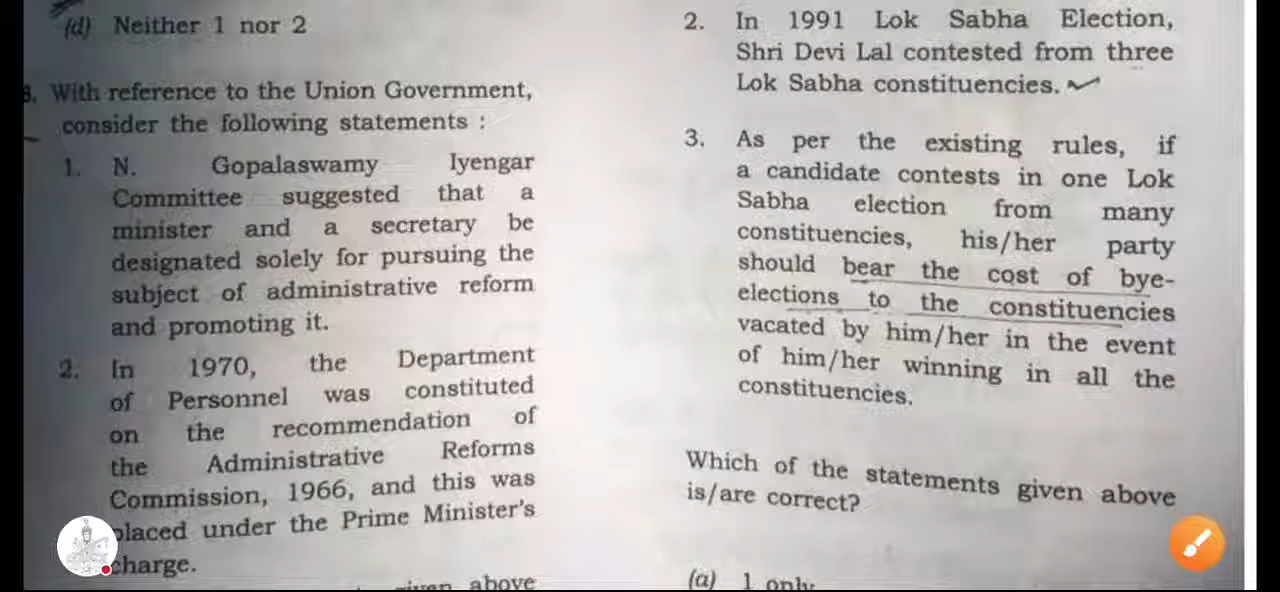 (d) Neither 1 nor 2
With reference to the Union Government,
consider the following statements :
1. N. Gopalaswamy Iyengar
Committee suggested that a
minister and a secretary be
designated solely for pursuing the
subject of administrative reform
and promoting it.
2. In 1970, the Department
of Personnel was constituted
on the recommendation of
the Administrative Reforms
Commission, 1966, and this was
placed under the Prime Minister's
charge.
given above
2. In 1991 Lok Sabha Election,
Shri Devi Lal contested from three
Lok Sabha constituencies.
3. As per the existing rules, if
a candidate contests in one Lok
Sabha election from many
constituencies, his/her party
should bear the cost of bye-
elections to the constituencies
vacated by him/her in the event
of him/her winning in all the
constituencies.
Which of the statements given above
is/are correct?
(a) 1 only